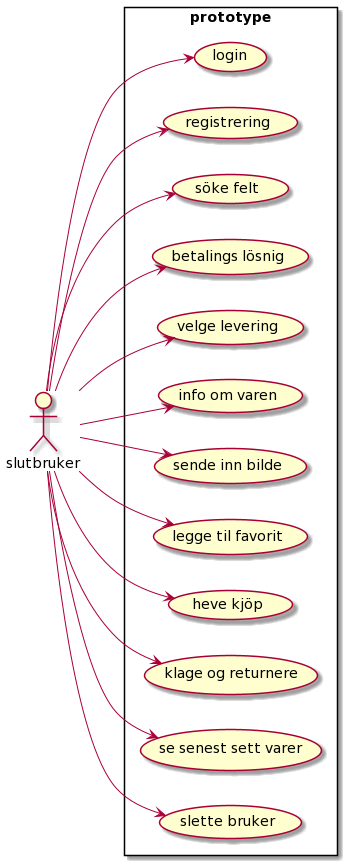 prototype
login
registrering
söke felt
betalings lösnig
velge levering
info om varen
slutbruker
sende inn bilde
legge til favorit
heve kjöp
klage og returnere
se senest sett varer
slette bruker